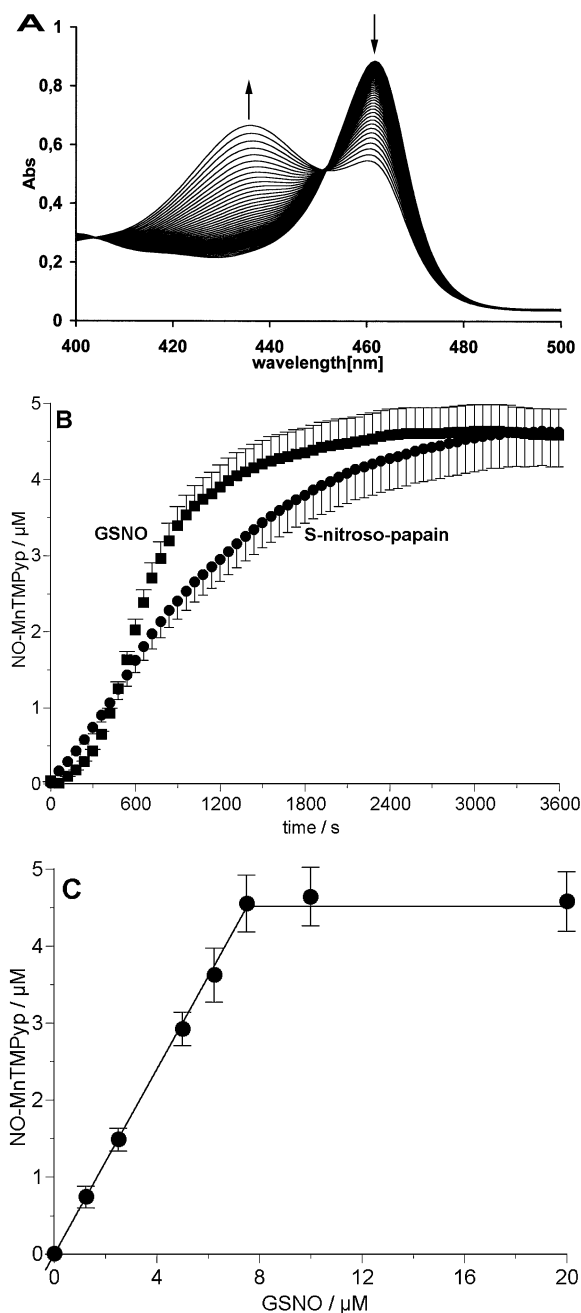 A
1
0,8
0,6
0,4
0,2
0
Abs
400 420 440 460 480 500
wavelength[nm]
B
5
4
3
2
1
0
NO-MnTMPyp / μM
GSNO
S-nitroso-papain
0 600 1200 1800 2400 3000 3600
time / s
C
5
4
3
2
1
0
NO-MnTMPyp / μM
0 4 8 12 16 20
GSNO / μM